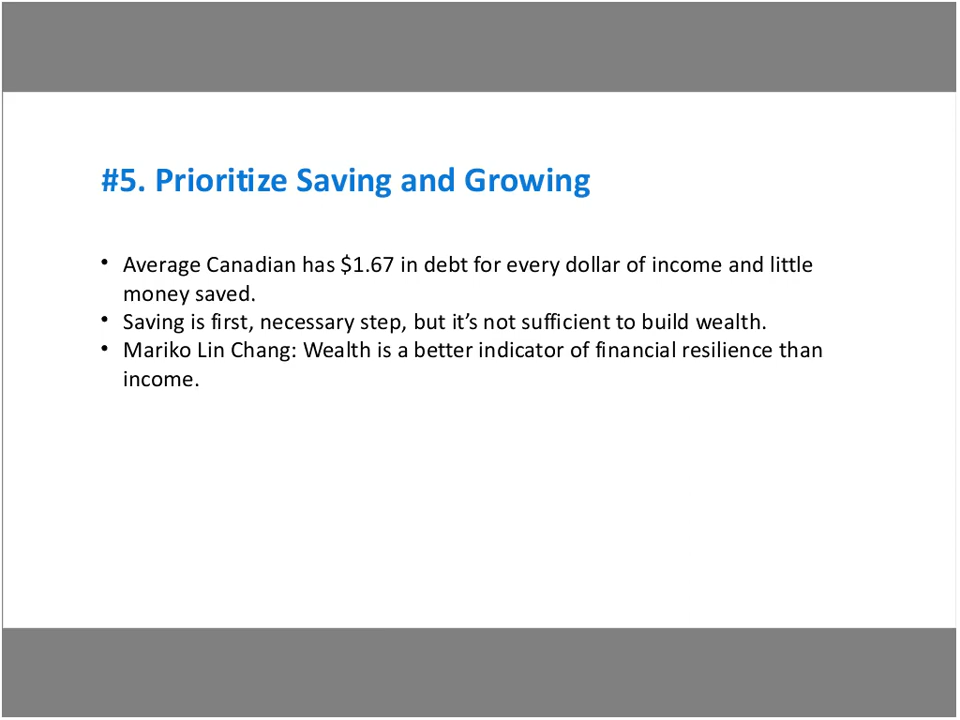 #5. Prioritize Saving and Growing
• Average Canadian has $1.67 in debt for every dollar of income and little
money saved.
• Saving is first, necessary step, but it’s not sufficient to build wealth.
• Mariko Lin Chang: Wealth is a better indicator of financial resilience than
income.